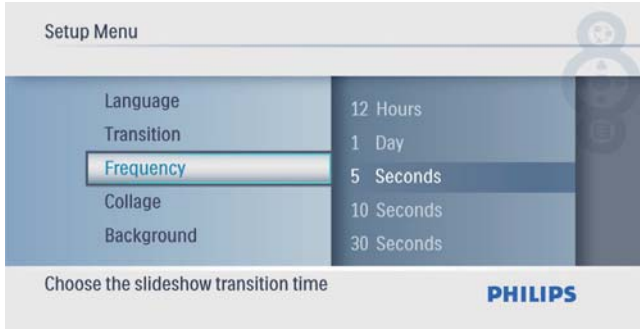 Setup Menu
Language
Transition
Frequency
Collage
Background
12 Hours
1 Day
5 Seconds
10 Seconds
30 Seconds
Choose the slideshow transition time
PHILIPS